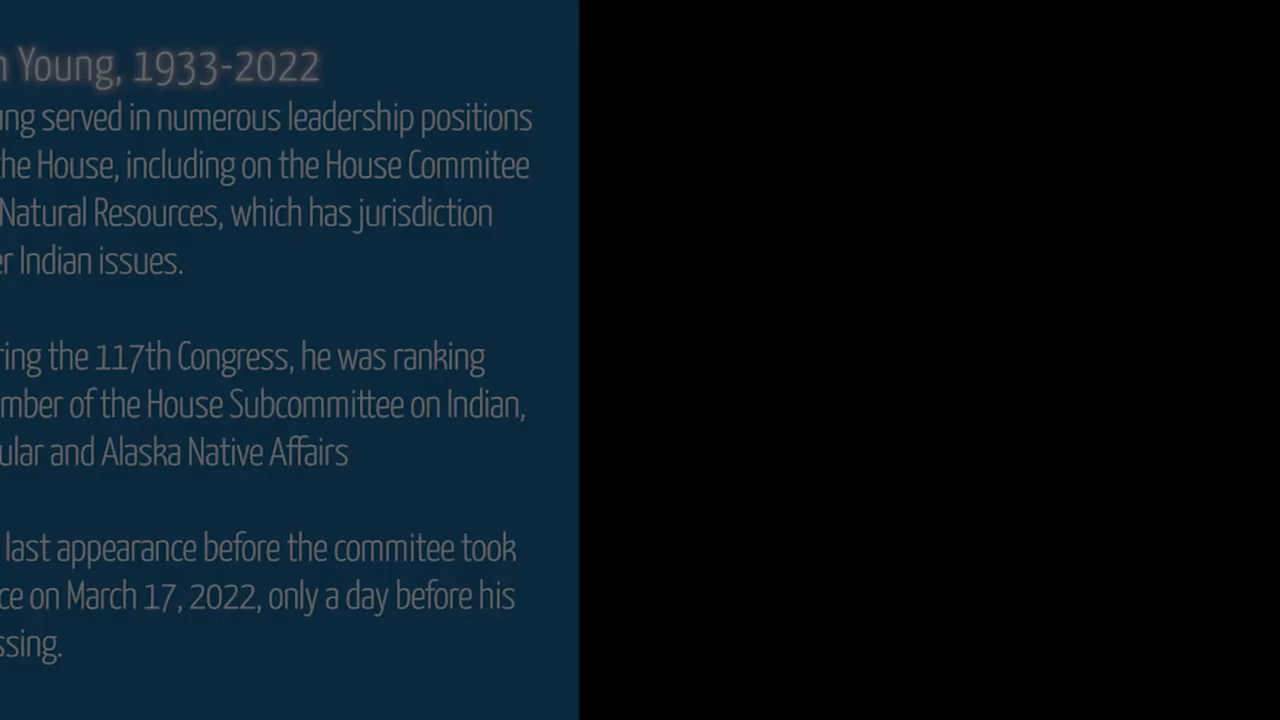 n Young, 1933-2022
ung served in numerous leadership positions
the House, including on the House Commitee
Natural Resources, which has jurisdiction
er Indian issues.
ring the 117th Congress, he was ranking
mber of the House Subcommittee on Indian,
ular and Alaska Native Affairs
last appearance before the commitee took
ce on March 17, 2022, only a day before his
ssing.